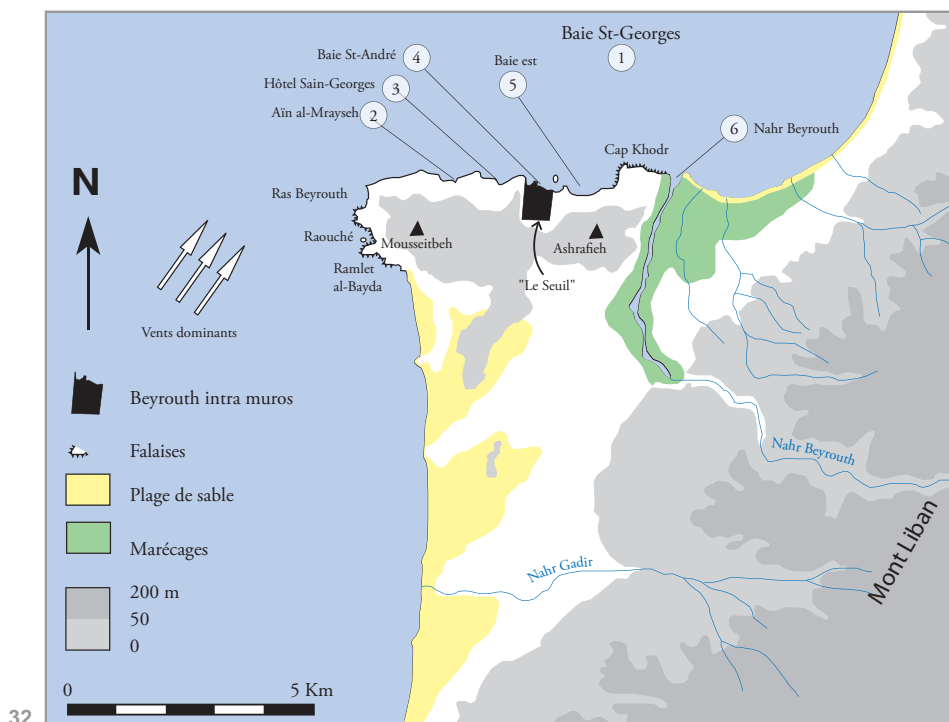 Baie St-Georges
1
Baie St-André
4
Hôtel Sain-Georges
3
Baie est
5
Aïn al-Mrayseh
2
6
Nahr Beyrouth
Cap Khodr
N
Ras Beyrouth
Raouché
Mousseitbeh
Ashrafieh
Ramlet
al-Bayda
"Le Seuil"
Vents dominants
Beyrouth intra muros
Falaises
Plage de sable
Marécages
200 m
50
0
Nahr Beyrouth
Mont Liban
Nahr Gadir
0
5 Km
32